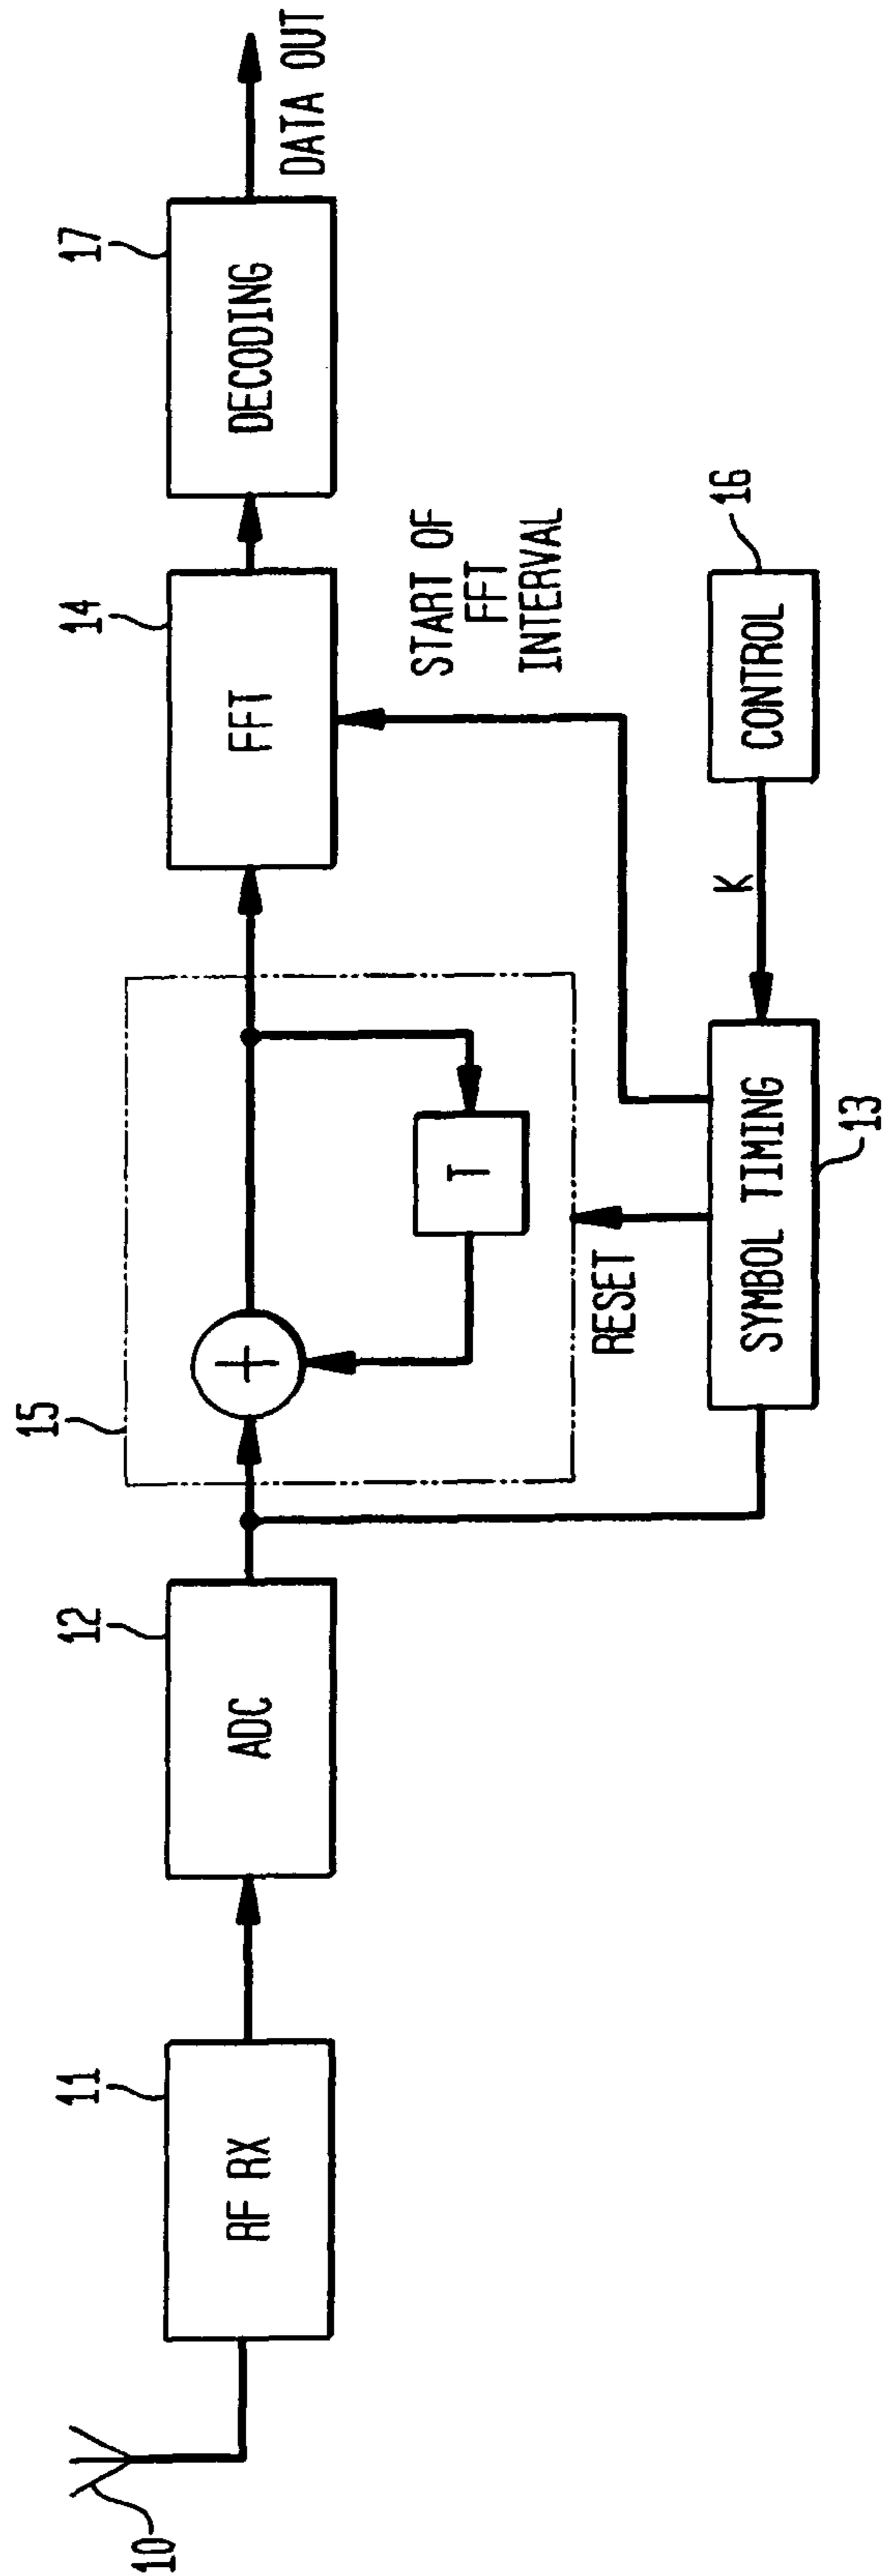 10
11
RF RX
12
ADC
15
+
T
RESET
14
FFT
START OF
FFT
INTERVAL
17
DECODING
DATA OUT
13
SYMBOL TIMING
K
16
CONTROL